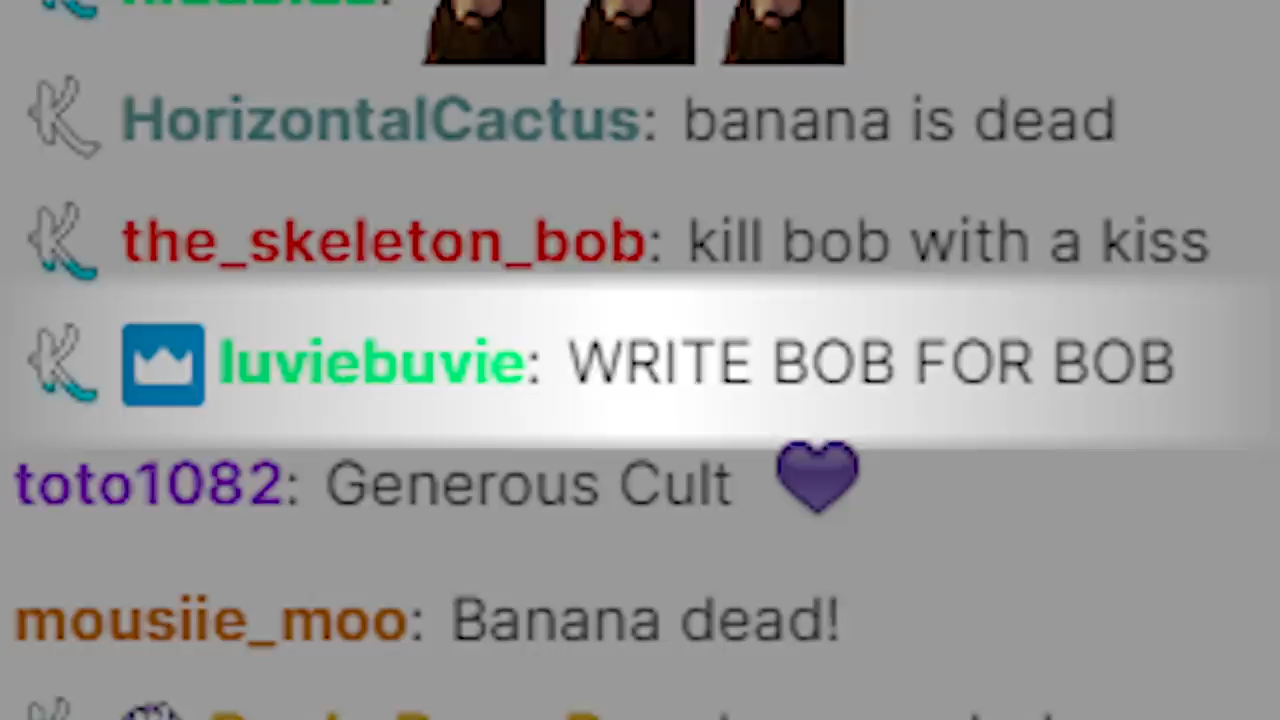 HorizontalCactus: banana is dead
the_skeleton_bob: kill bob with a kiss
luviebuvie: WRITE BOB FOR BOB
toto1082: Generous Cult 💜
mousiie_moo: Banana dead!